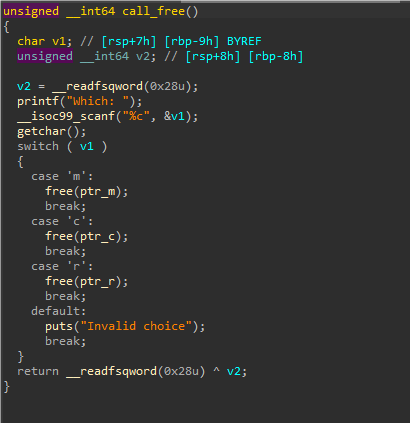 unsigned __int64 call_free()
{
  char v1; // [rsp+7h] [rbp-9h] BYREF
  unsigned __int64 v2; // [rsp+8h] [rbp-8h]

  v2 = __readfsqword(0x28u);
  printf("Which: ");
  __isoc99_scanf("%c", &v1);
  getchar();
  switch ( v1 )
  {
    case 'm':
      free(ptr_m);
      break;
    case 'c':
      free(ptr_c);
      break;
    case 'r':
      free(ptr_r);
      break;
    default:
      puts("Invalid choice");
      break;
  }
  return __readfsqword(0x28u) ^ v2;
}